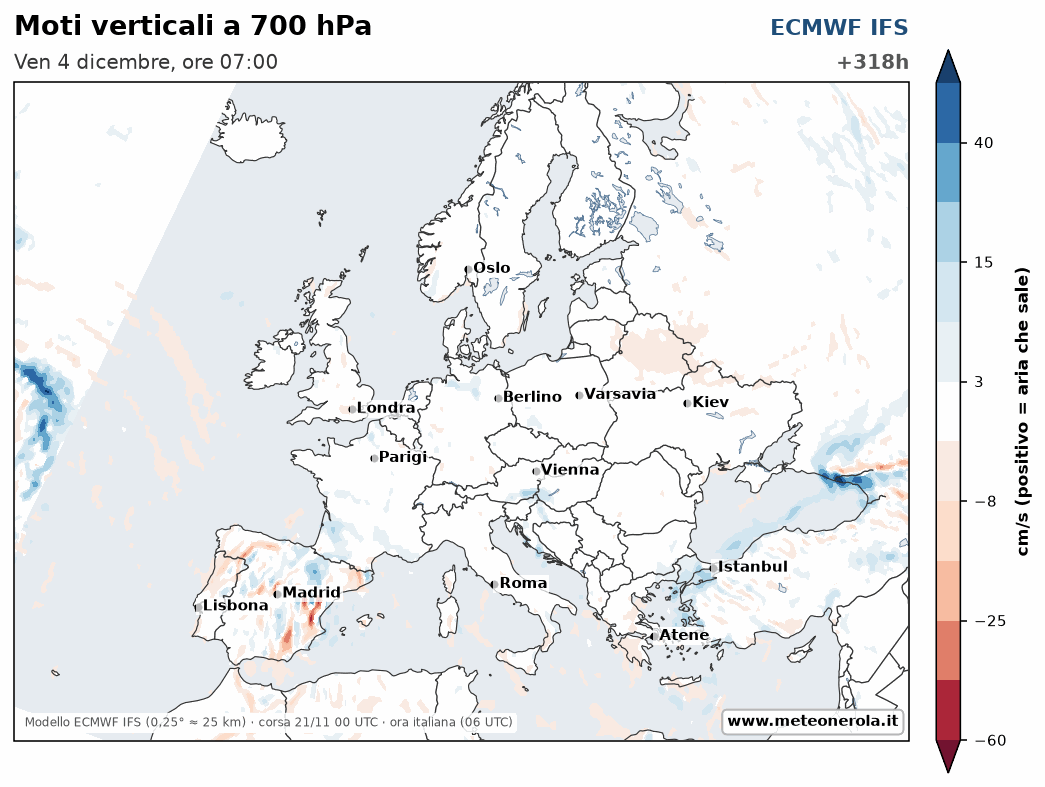 Moti verticali a 700 hPa
ECMWF IFS
Ven 4 dicembre, ore 07:00
+318h
Oslo
Londra
Berlino
Varsavia
Kiev
Parigi
Vienna
Istanbul
Roma
Madrid
Lisbona
Atene
40
15
3
−8
−25
−60
cm/s (positivo = aria che sale)
Modello ECMWF IFS (0,25° ≈ 25 km) · corsa 21/11 00 UTC · ora italiana (06 UTC)
www.meteonerola.it